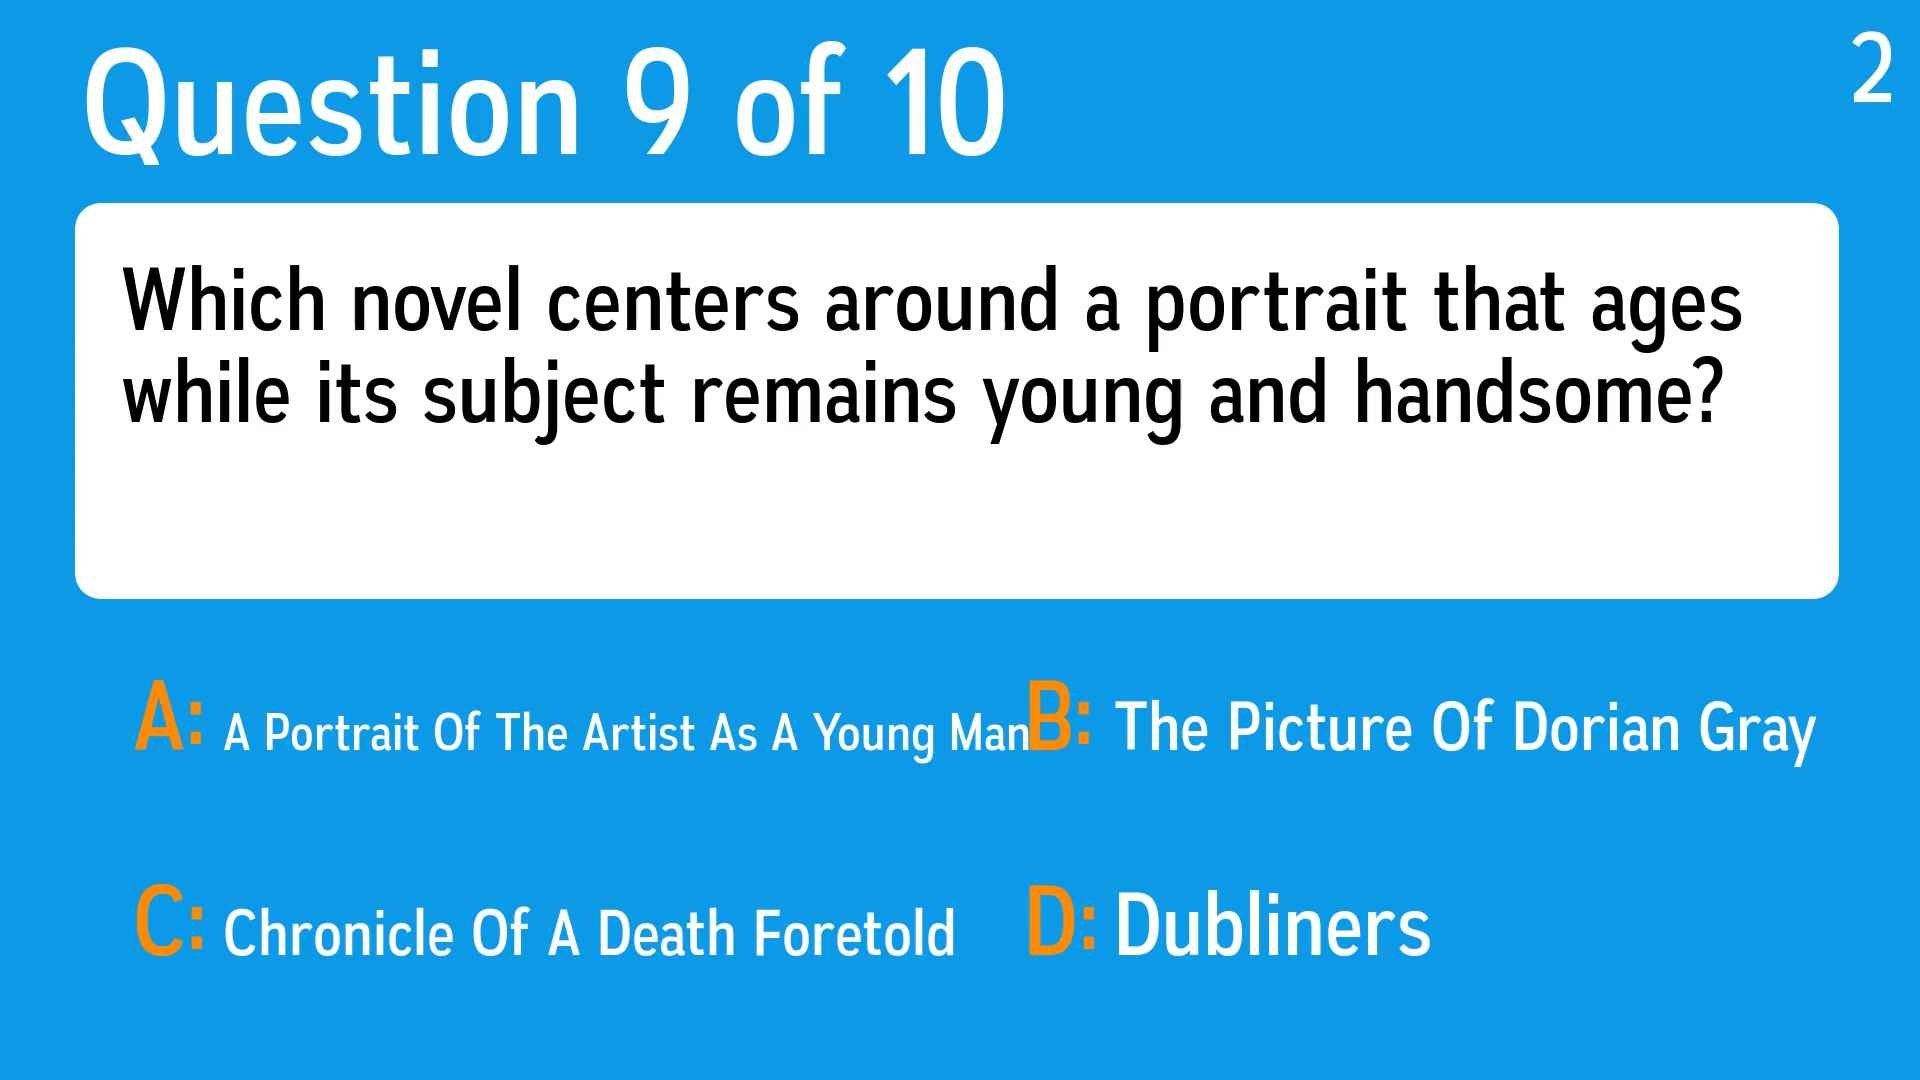 Question 9 of 10
2
Which novel centers around a portrait that ages
while its subject remains young and handsome?
A: A Portrait Of The Artist As A Young Man
B: The Picture Of Dorian Gray
C: Chronicle Of A Death Foretold
D: Dubliners